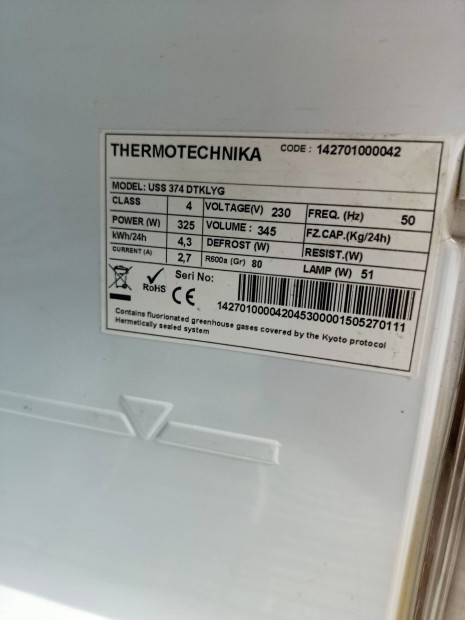 THERMOTECHNIKA CODE : 142701000042
MODEL: USS 374 DTKLYG
CLASS 4 VOLTAGE(V) 230 FREQ. (Hz) 50
POWER (W) 325 VOLUME : 345 FZ.CAP.(Kg/24h)
kWh/24h 4,3 DEFROST (W) RESIST.(W)
CURRENT (A) 2,7 R600a (Gr) 80 LAMP (W) 51
RoHS CE Seri No:
142701000042045300001505270111
Contains fluorionated greenhouse gases covered by the Kyoto protocol
Hermetically sealed system